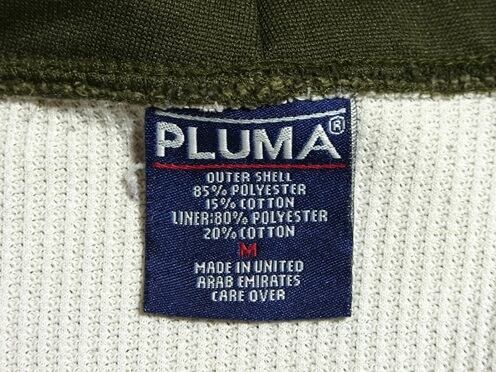 PLUMA®
OUTER SHELL
85% POLYESTER
15% COTTON
LINER:80% POLYESTER
20% COTTON
M
MADE IN UNITED
ARAB EMIRATES
CARE OVER